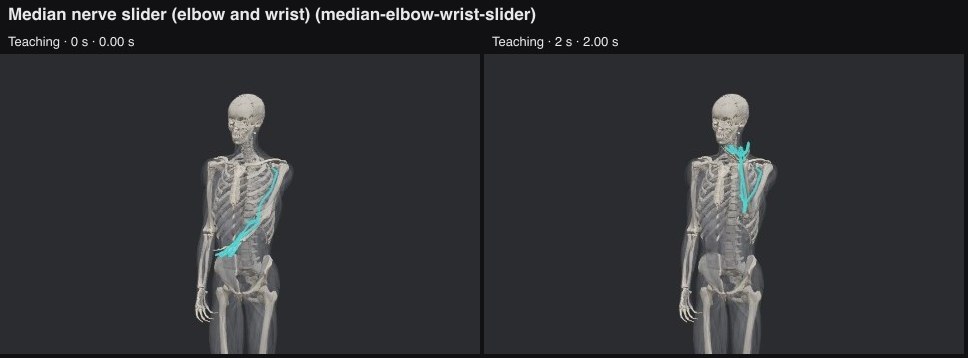 Median nerve slider (elbow and wrist) (median-elbow-wrist-slider)
Teaching · 0 s · 0.00 s
Teaching · 2 s · 2.00 s